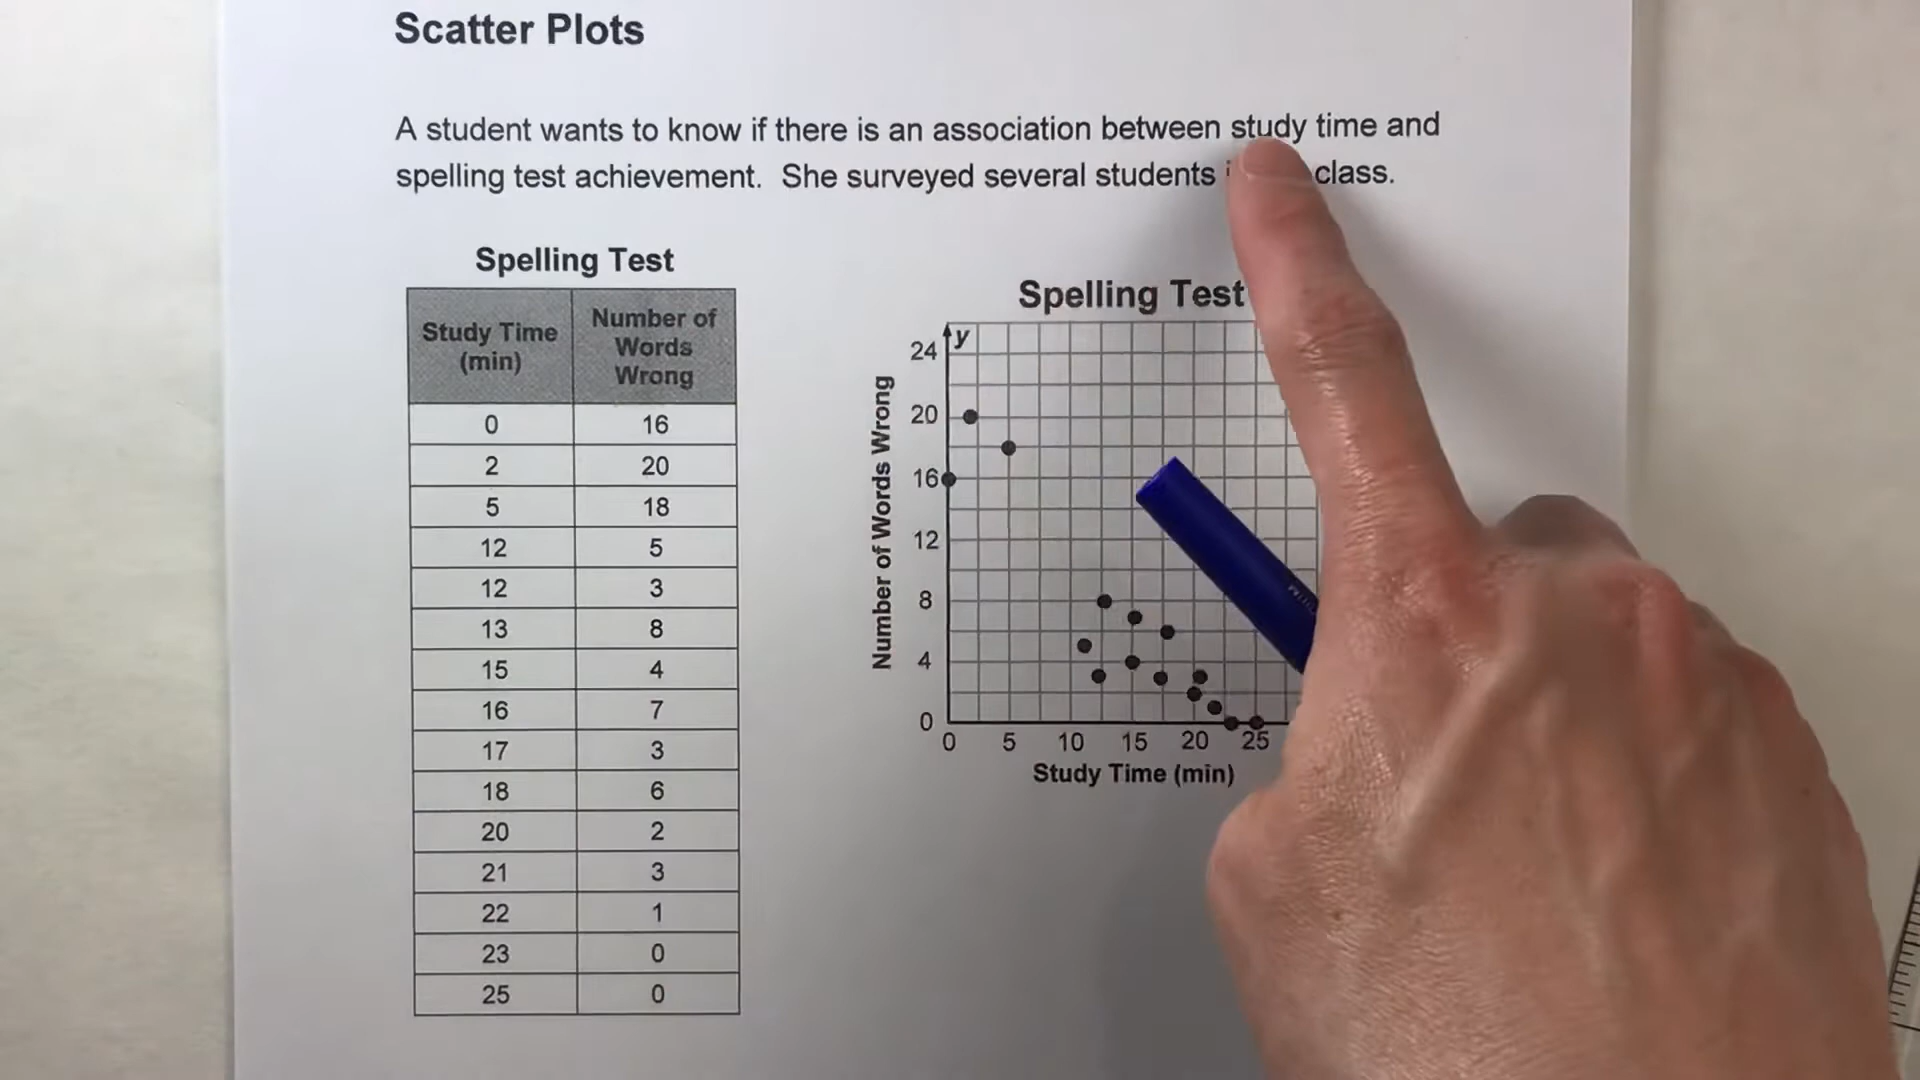 Scatter Plots
A student wants to know if there is an association between study time and
spelling test achievement. She surveyed several students class.
Spelling Test
Study Time (min) Number of Words Wrong
0 16
2 20
5 18
12 5
12 3
13 8
15 4
16 7
17 3
18 6
20 2
21 3
22 1
23 0
25 0
Spelling Test
y
24
20
16
12
8
4
0
Number of Words Wrong
0 5 10 15 20 25
Study Time (min)